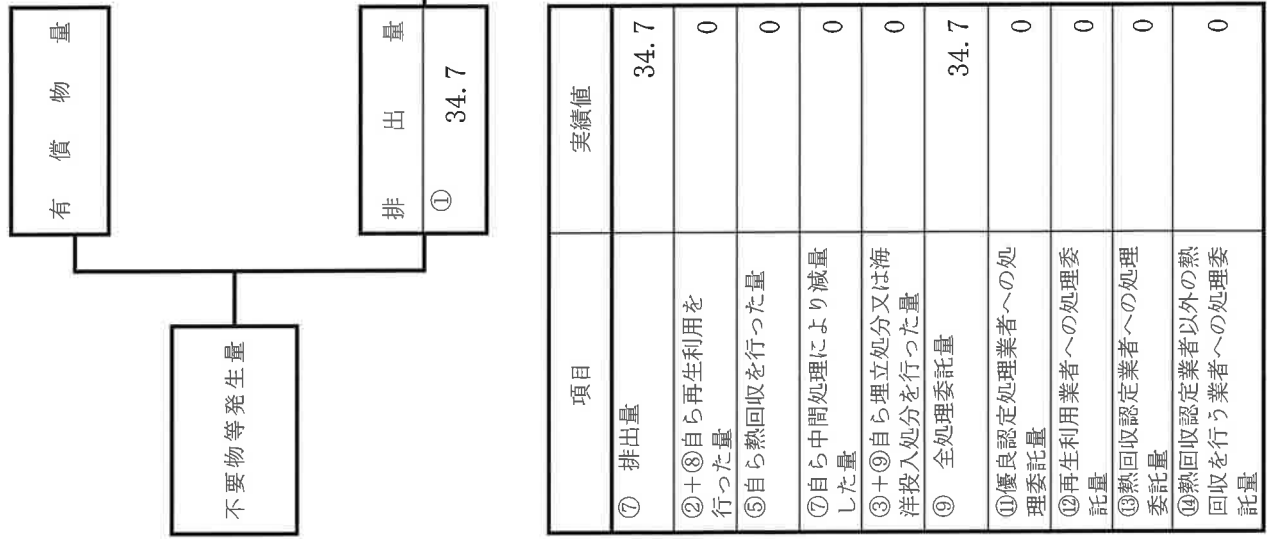 有償物量
不要物等発生量
排出量
① 34.7
項目 実績値
⑦ 排出量 34.7
②+⑧自ら再生利用を
行った量 0
⑤自ら熱回収を行った量 0
⑦自ら中間処理により減量
した量 0
③+⑨自ら埋立処分又は海
洋投入処分を行った量 0
⑨ 全処理委託量 34.7
⑪優良認定処理業者への処
理委託量 0
⑫再生利用業者への処理委
託量 0
⑬熱回収認定業者への処理
委託量 0
⑭熱回収認定業者以外の熱
回収を行う業者への処理委
託量 0